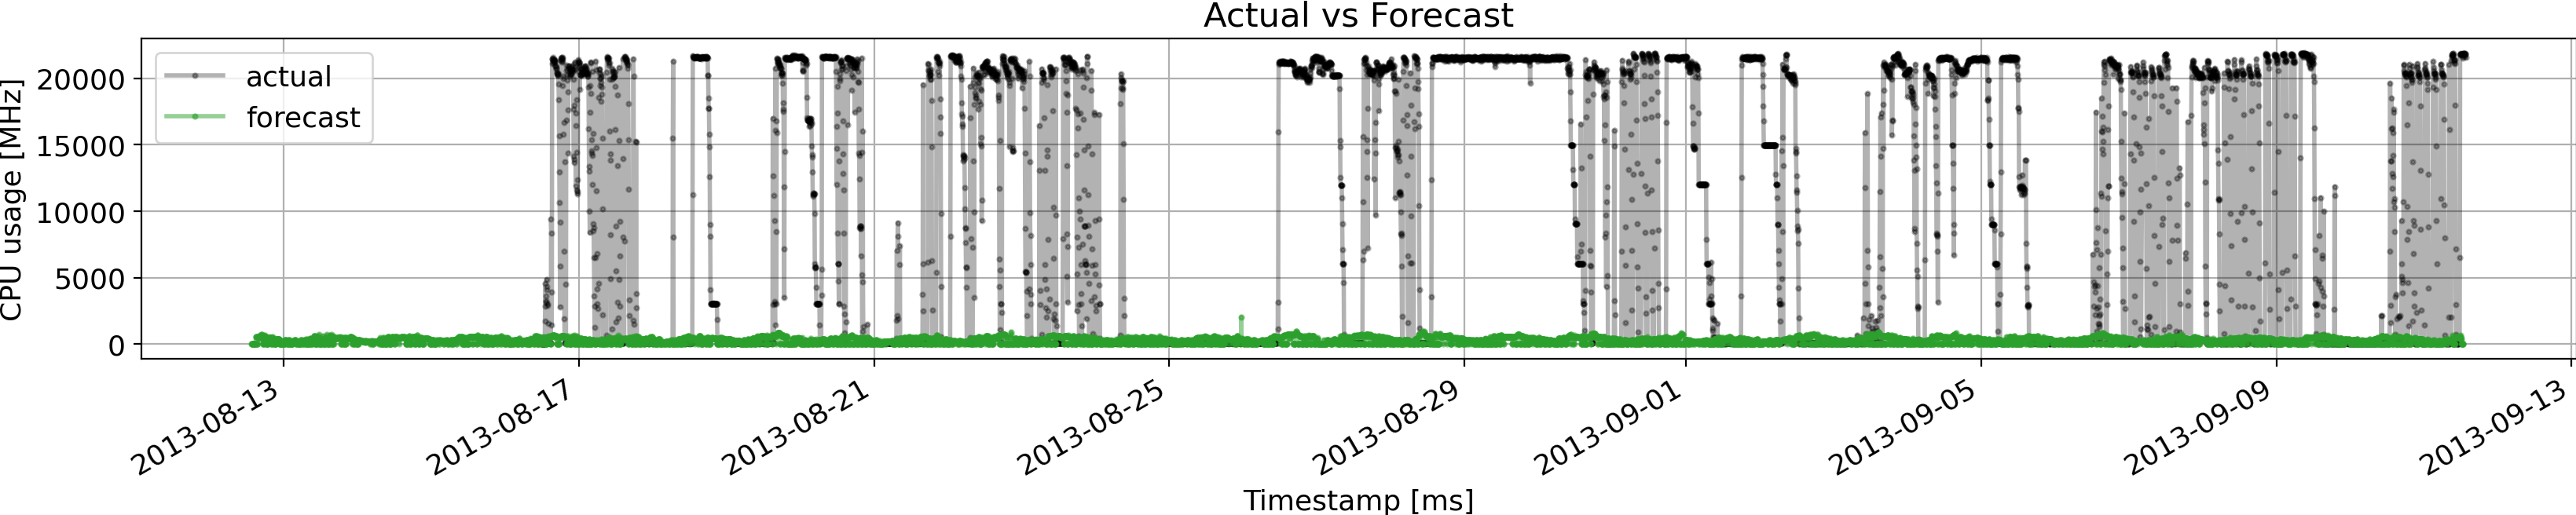 Actual vs Forecast
actual
forecast
CPU usage [MHz]
20000
15000
10000
5000
0
2013-08-13
2013-08-17
2013-08-21
2013-08-25
2013-08-29
2013-09-01
2013-09-05
2013-09-09
2013-09-13
Timestamp [ms]